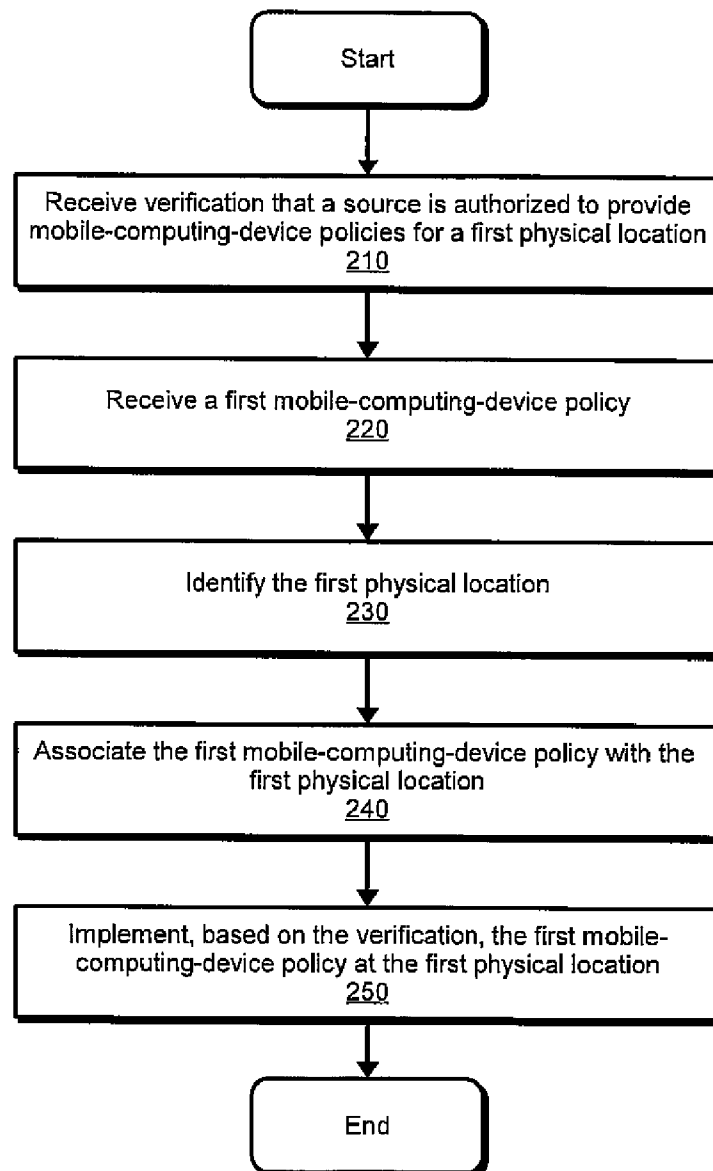 Start
Receive verification that a source is authorized to provide
mobile-computing-device policies for a first physical location
210
Receive a first mobile-computing-device policy
220
Identify the first physical location
230
Associate the first mobile-computing-device policy with the
first physical location
240
Implement, based on the verification, the first mobile-
computing-device policy at the first physical location
250
End